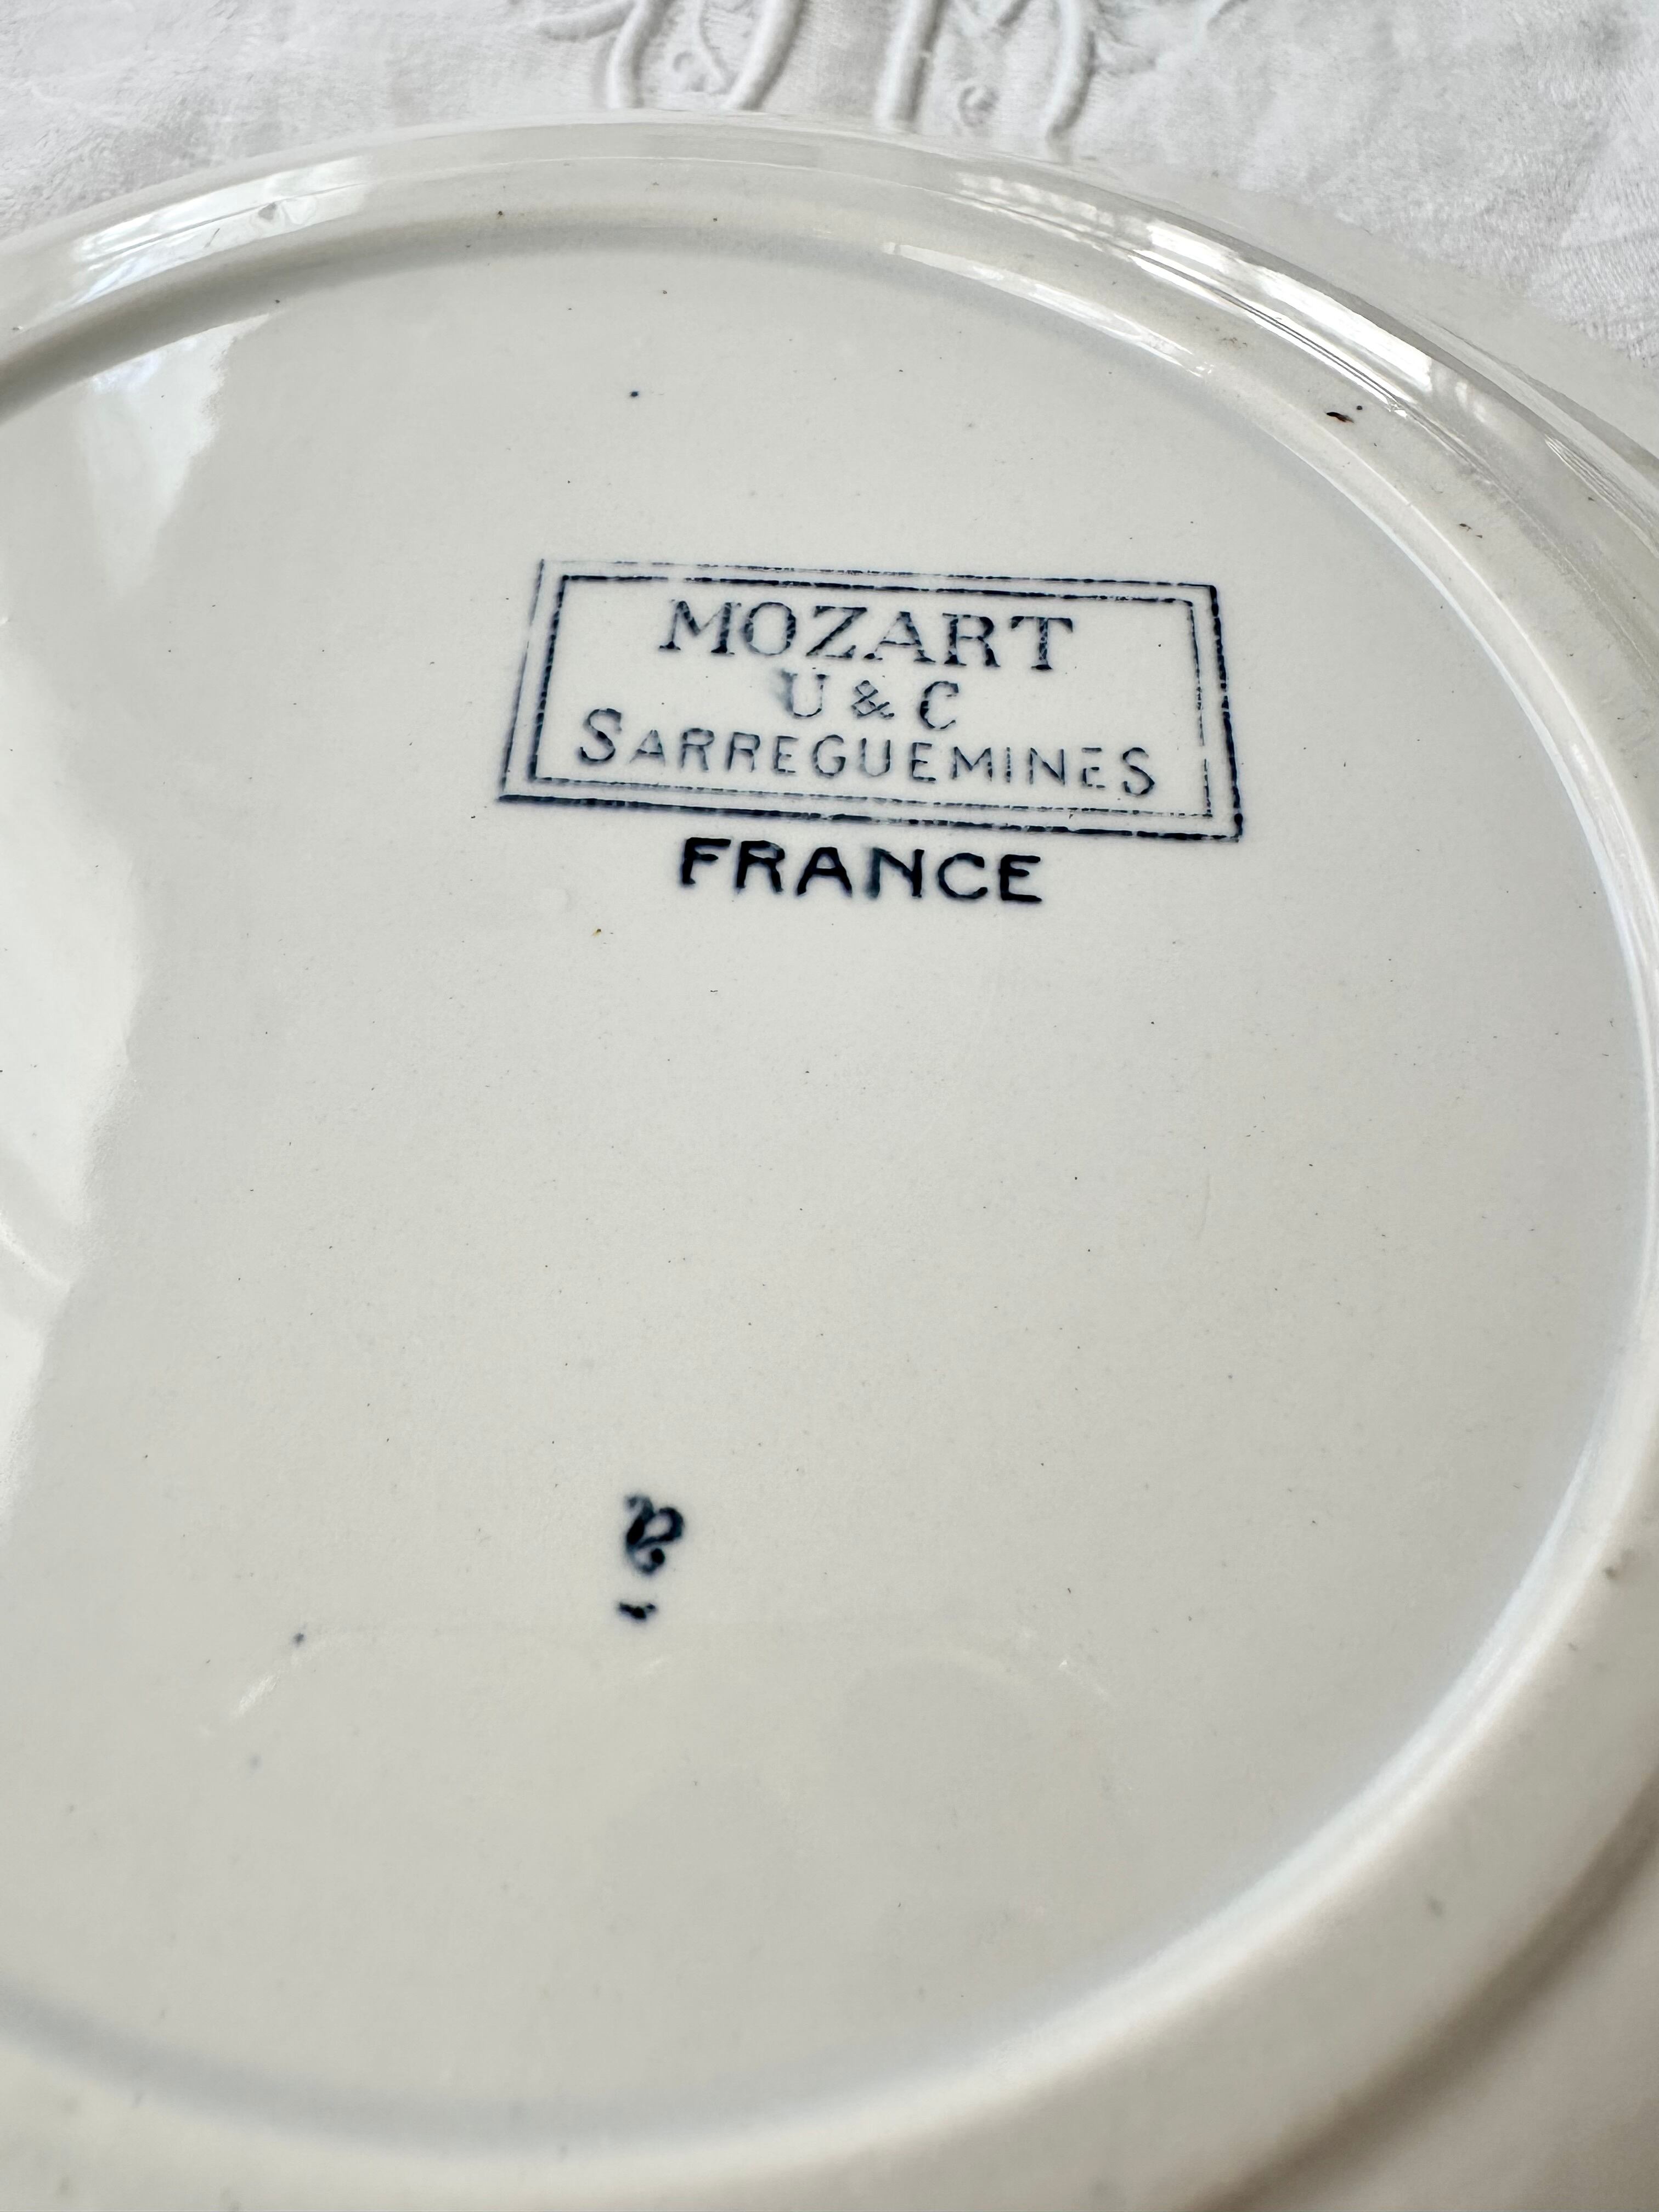 MOZART
U & C
SARREGUEMINES
FRANCE